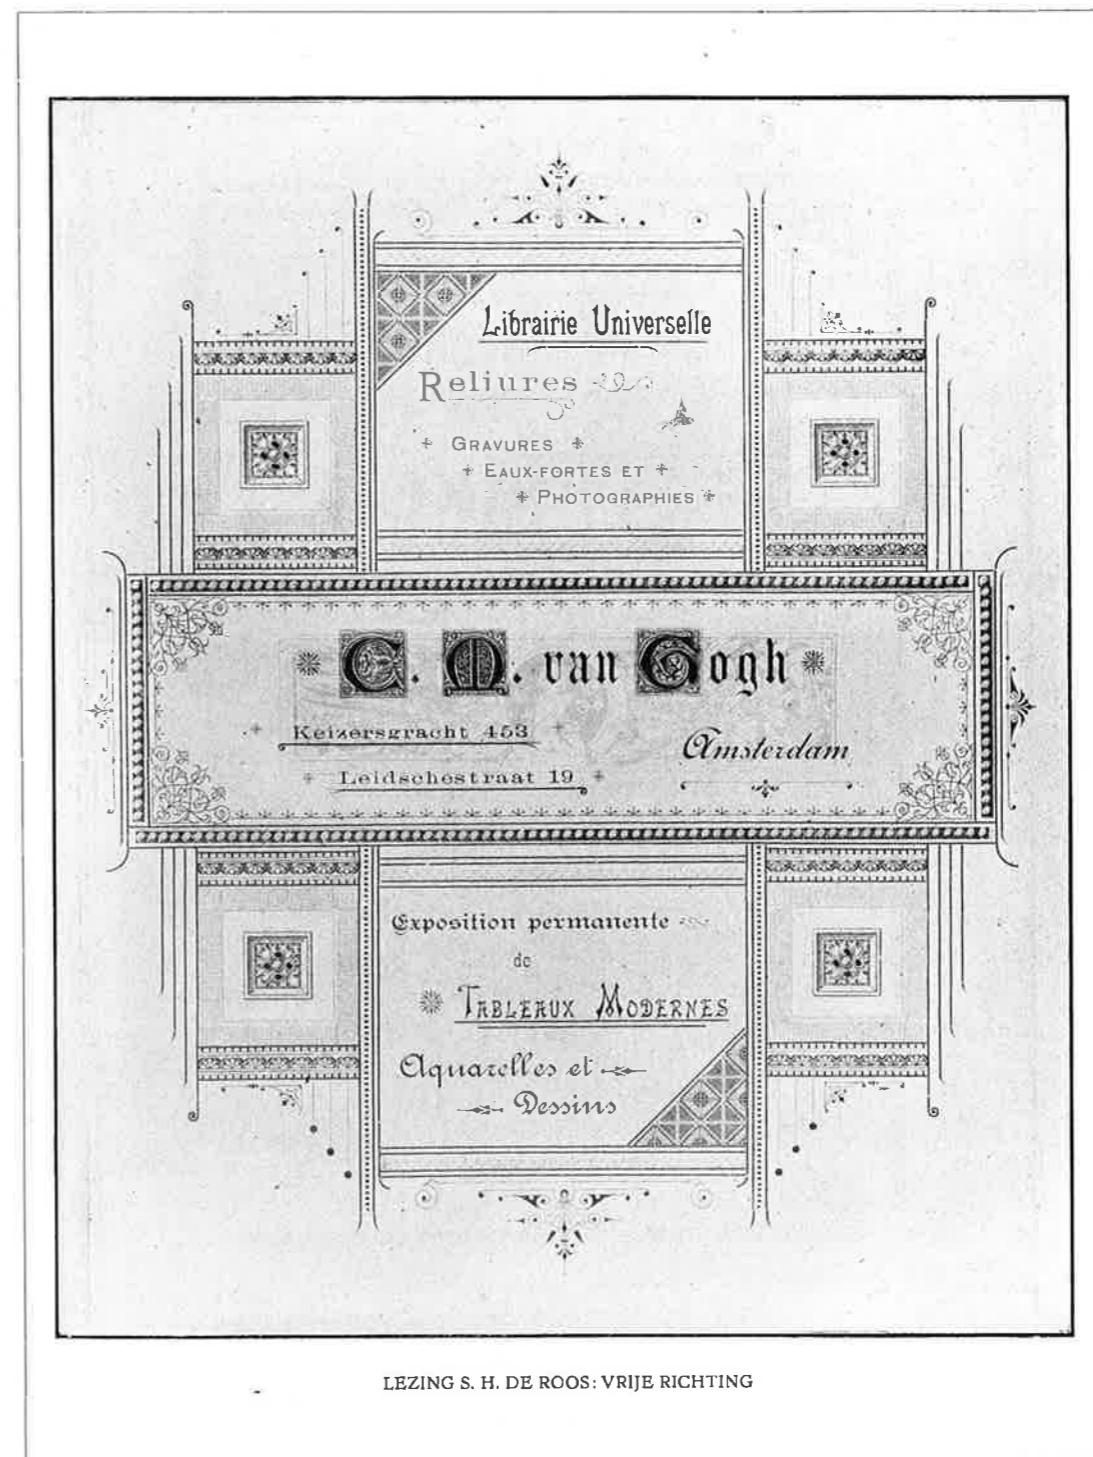 Librairie Universelle
Reliures
GRAVURES
EAUX-FORTES ET
PHOTOGRAPHIES
C. M. van Gogh
Keizersgracht 453
Leidschestraat 19
Amsterdam
Exposition permanente
de
TABLEAUX MODERNES
Aquarelles et
Dessins
LEZING S. H. DE ROOS: VRIJE RICHTING